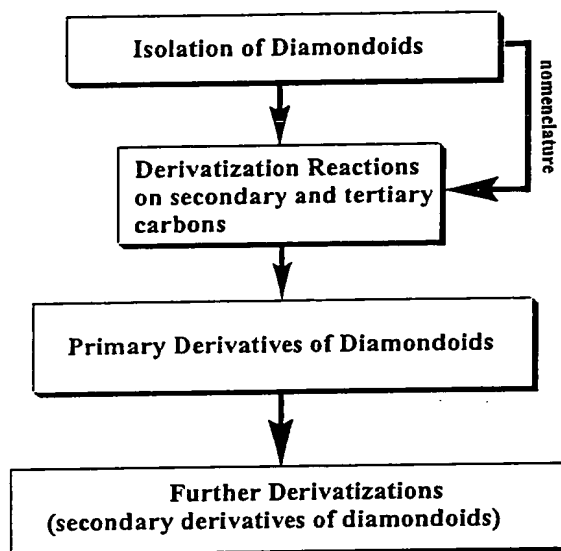 Isolation of Diamondoids
nomenclature
Derivatization Reactions
on secondary and tertiary
carbons
Primary Derivatives of Diamondoids
Further Derivatizations
(secondary derivatives of diamondoids)